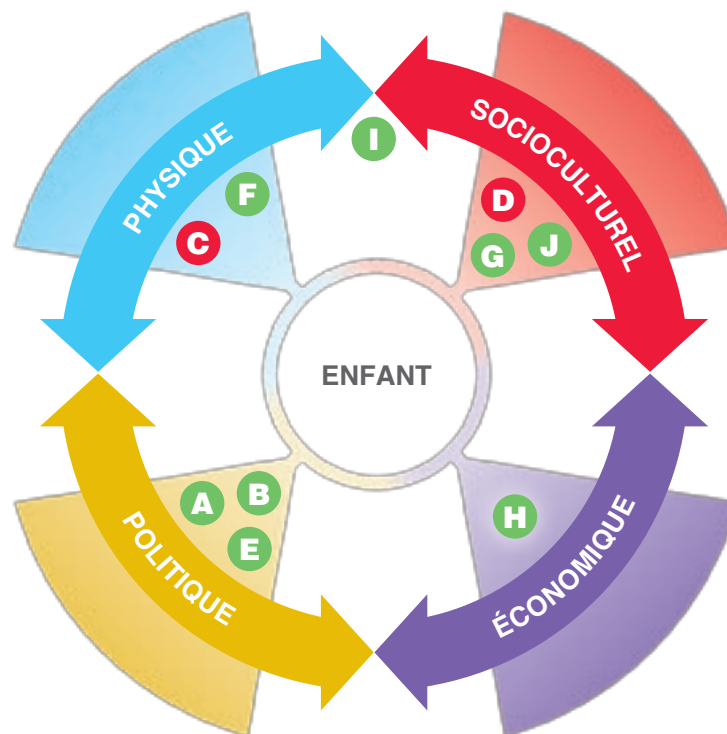 PHYSIQUE
SOCIOCULTUREL
I
F
C
D
G
J
ENFANT
A
B
E
H
POLITIQUE
ÉCONOMIQUE